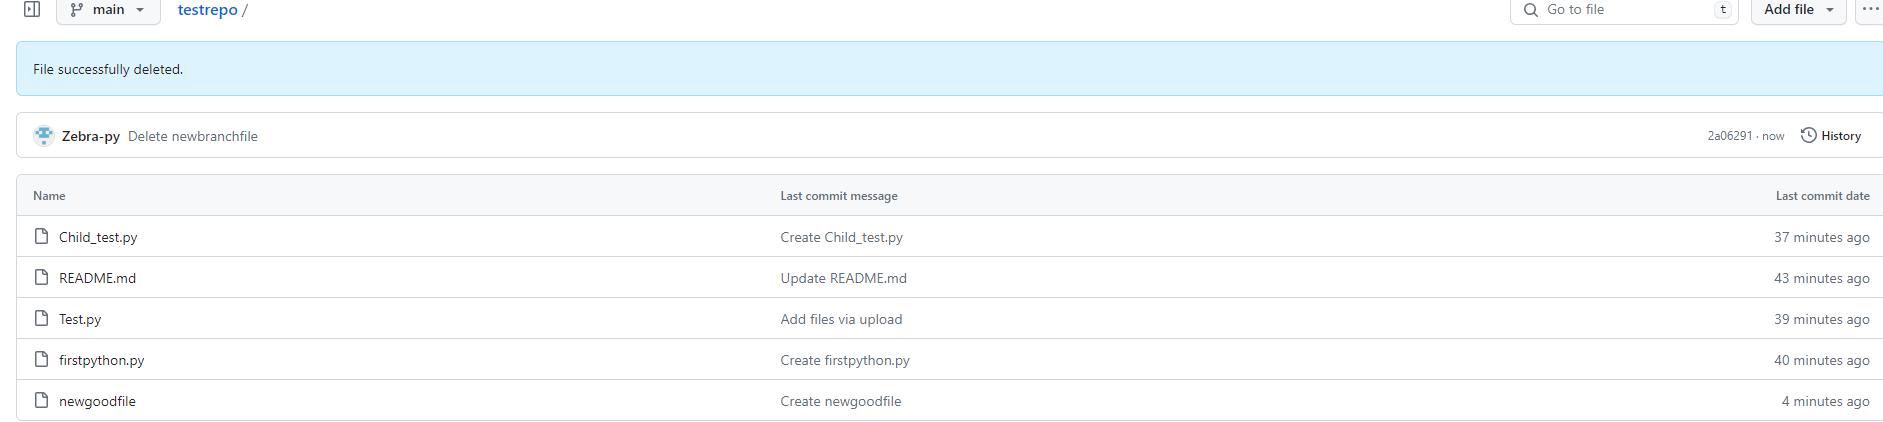 main testrepo / Go to file t Add file ...
File successfully deleted.
Zebra-py Delete newbranchfile 2a06291 · now History
Name Last commit message Last commit date
Child_test.py Create Child_test.py 37 minutes ago
README.md Update README.md 43 minutes ago
Test.py Add files via upload 39 minutes ago
firstpython.py Create firstpython.py 40 minutes ago
newgoodfile Create newgoodfile 4 minutes ago